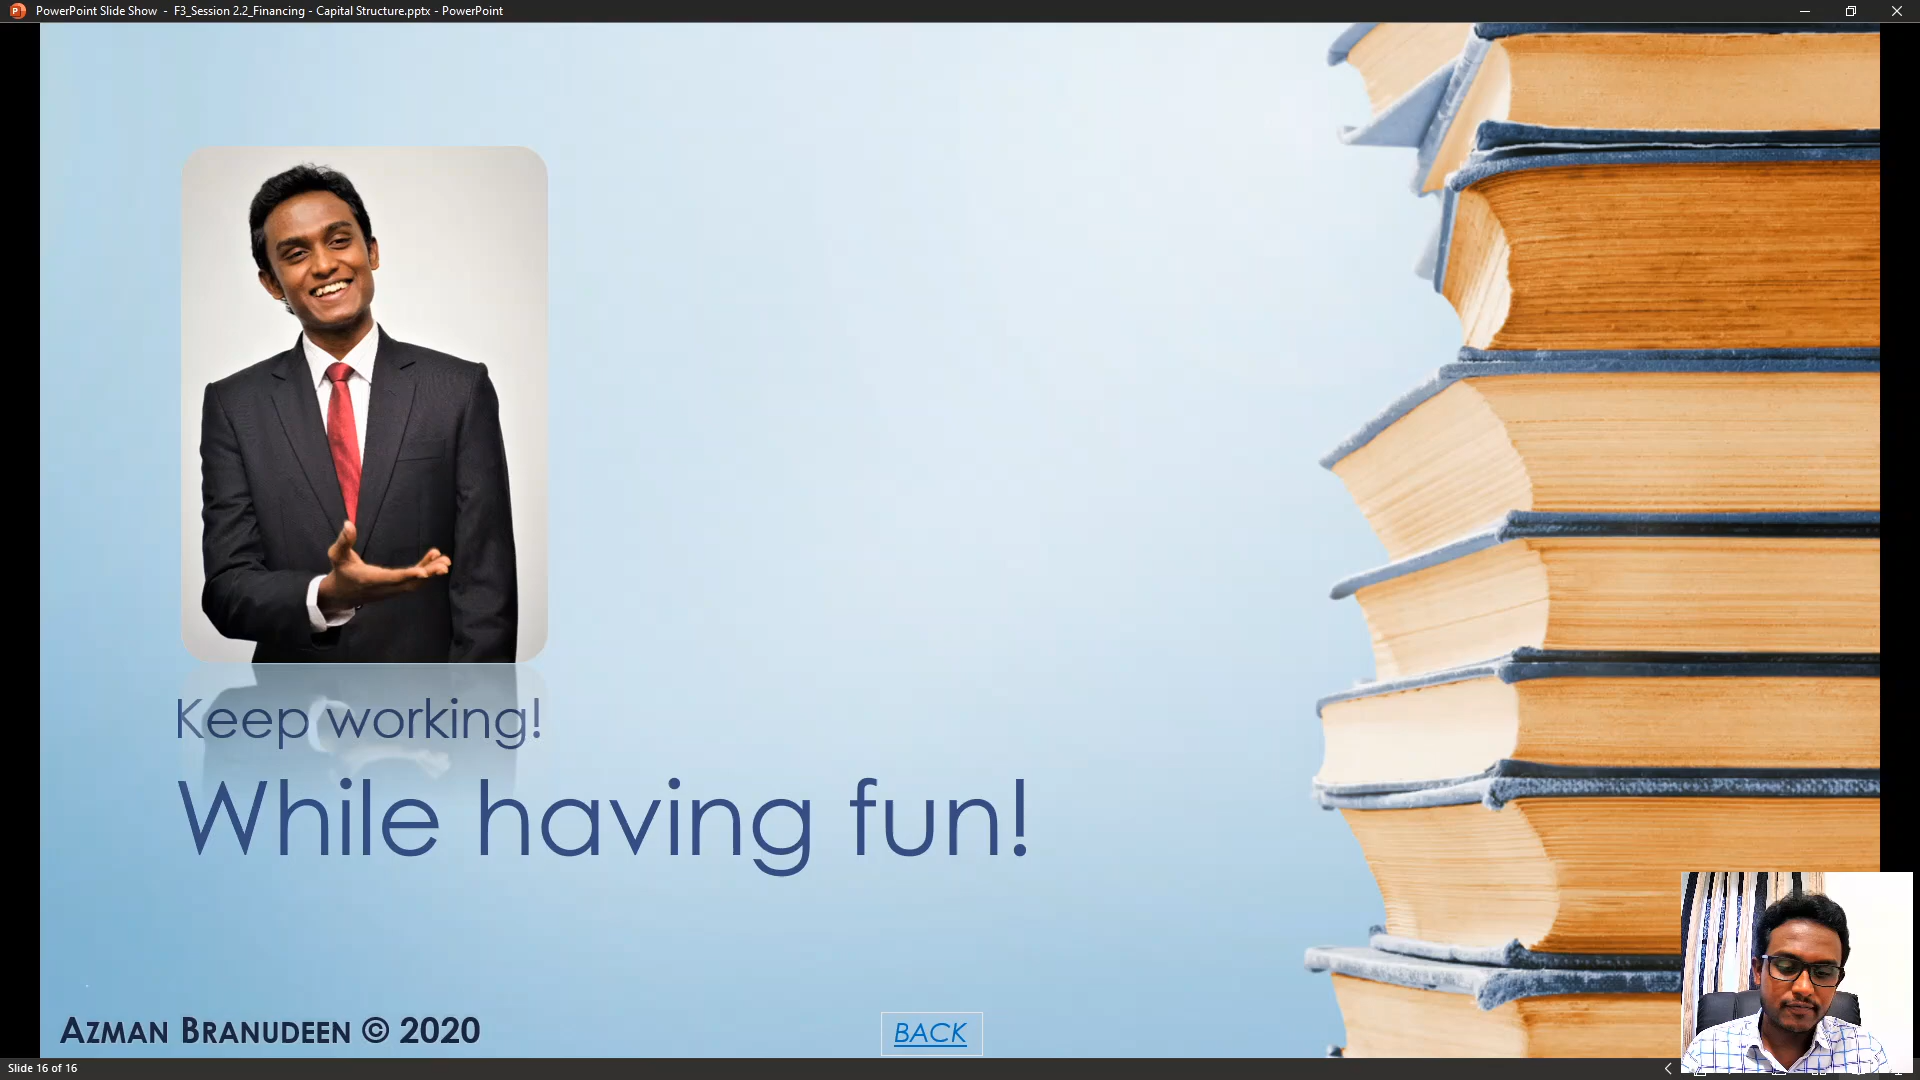 PowerPoint Slide Show - F3_Session 2.2_Financing - Capital Structure.pptx - PowerPoint
Keep working!
While having fun!
AZMAN BRANUDEEN © 2020
BACK
Slide 16 of 16